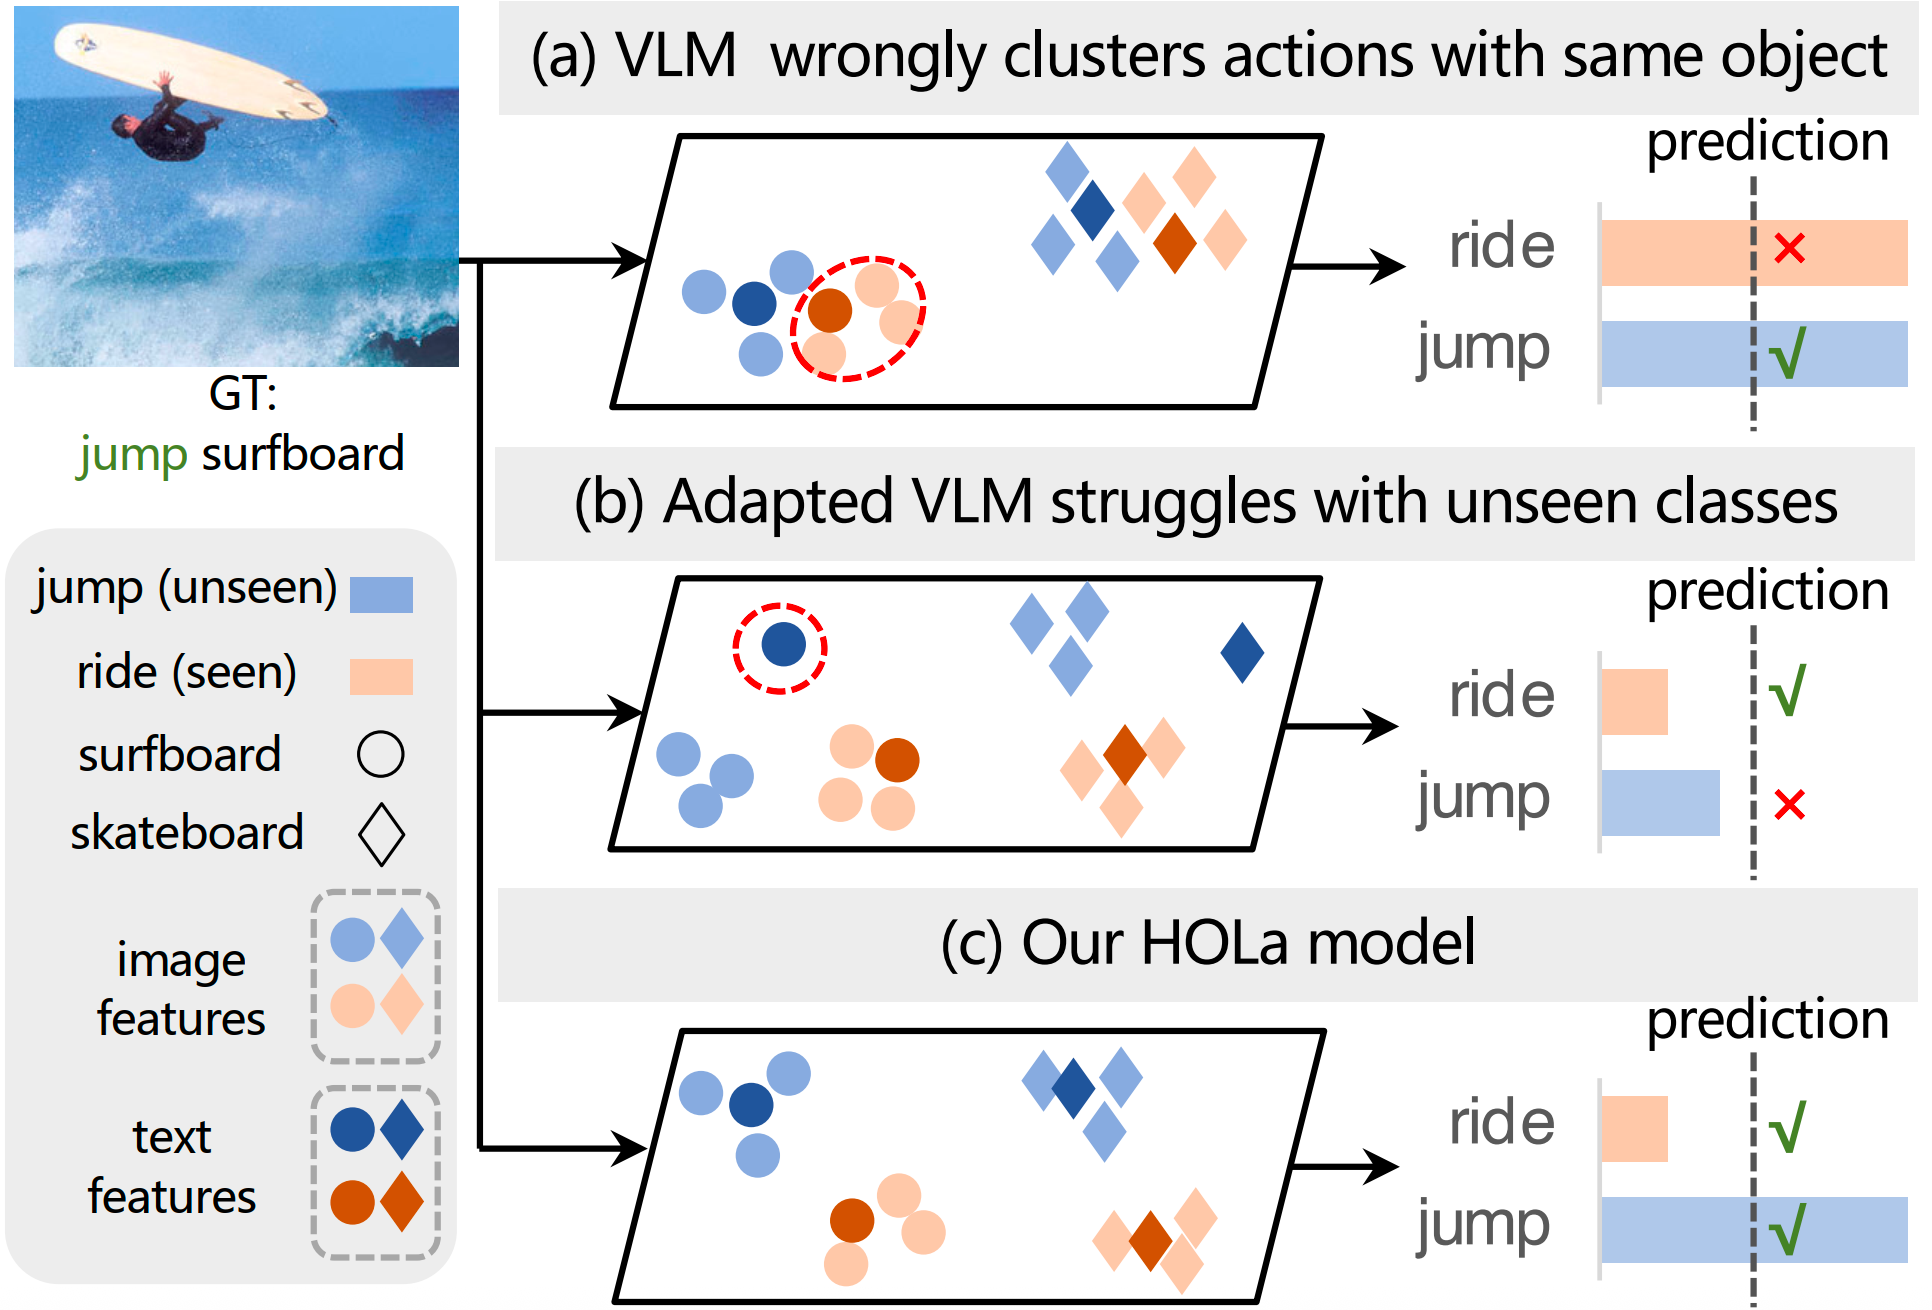 (a) VLM wrongly clusters actions with same object
prediction
ride
×
jump
√
GT:
jump surfboard
(b) Adapted VLM struggles with unseen classes
prediction
ride
√
jump
×
jump (unseen)
ride (seen)
surfboard
skateboard
image
features
text
features
(c) Our HOLa model
prediction
ride
√
jump
√